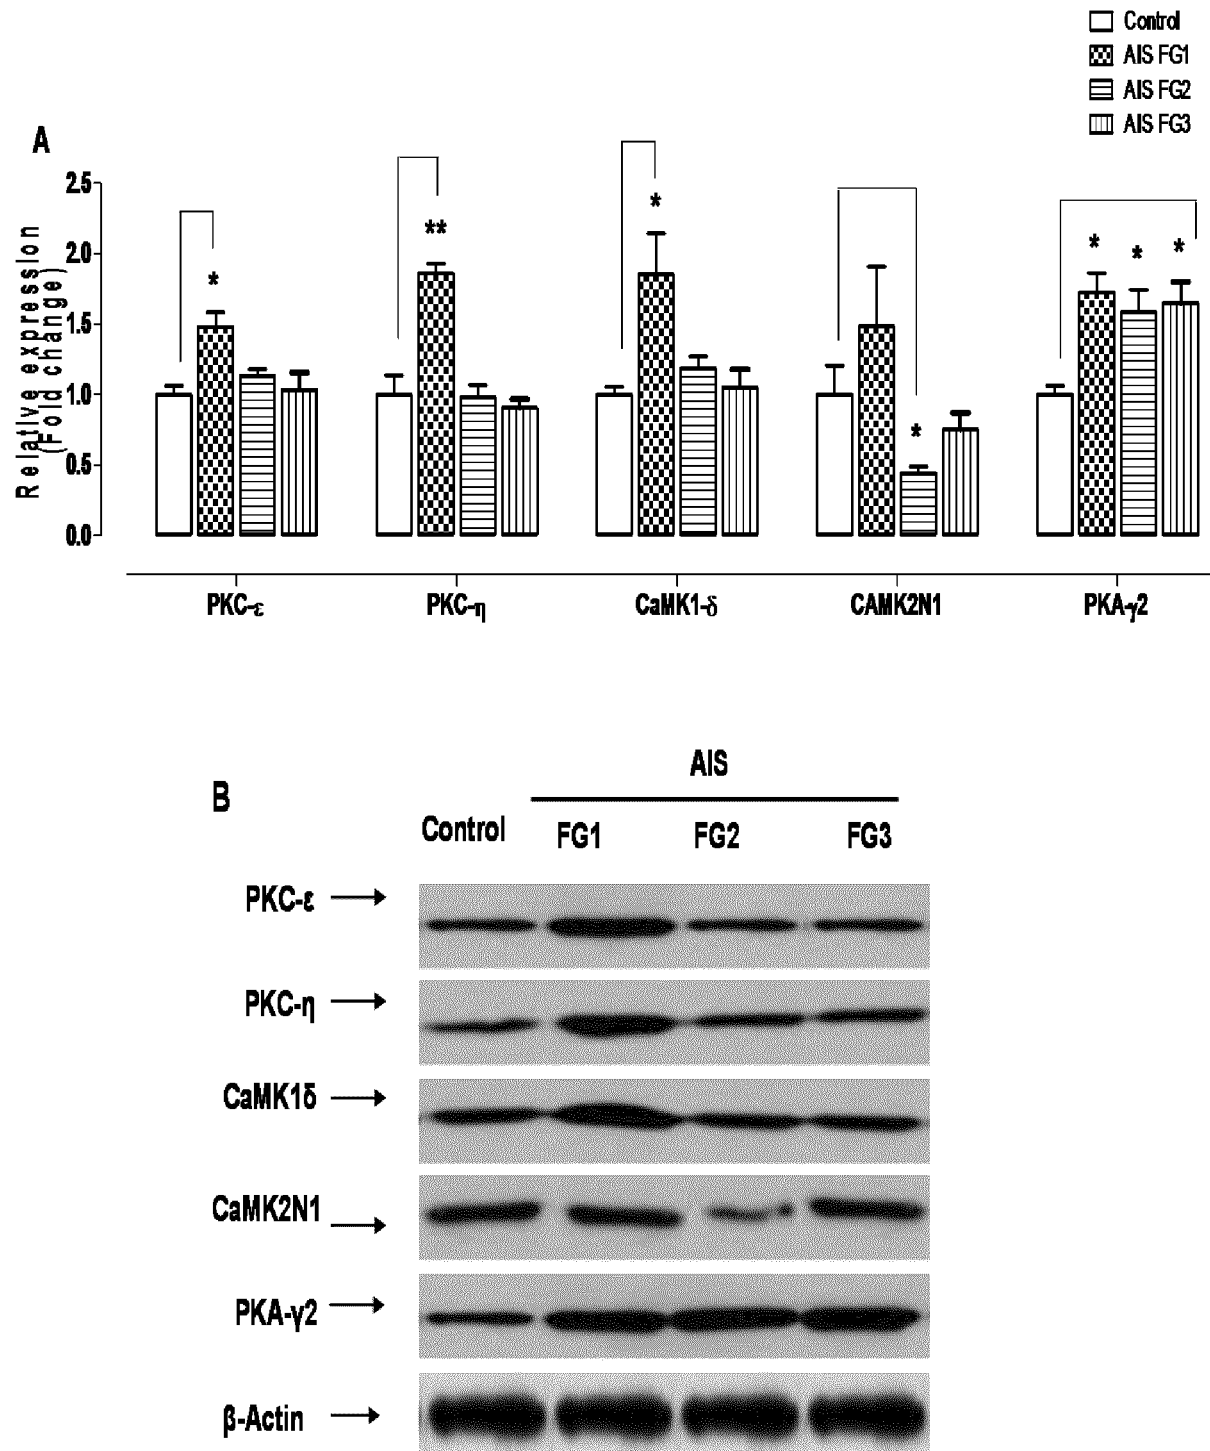 Control
AIS FG1
AIS FG2
AIS FG3
A
Relative expression
(Fold change)
2.5
2.0
1.5
1.0
0.5
0.0
*
**
*
*
* * *
PKC-ε PKC-η CaMK1-δ CAMK2N1 PKA-γ2
B
AIS
Control FG1 FG2 FG3
PKC-ε
PKC-η
CaMK1δ
CaMK2N1
PKA-γ2
β-Actin